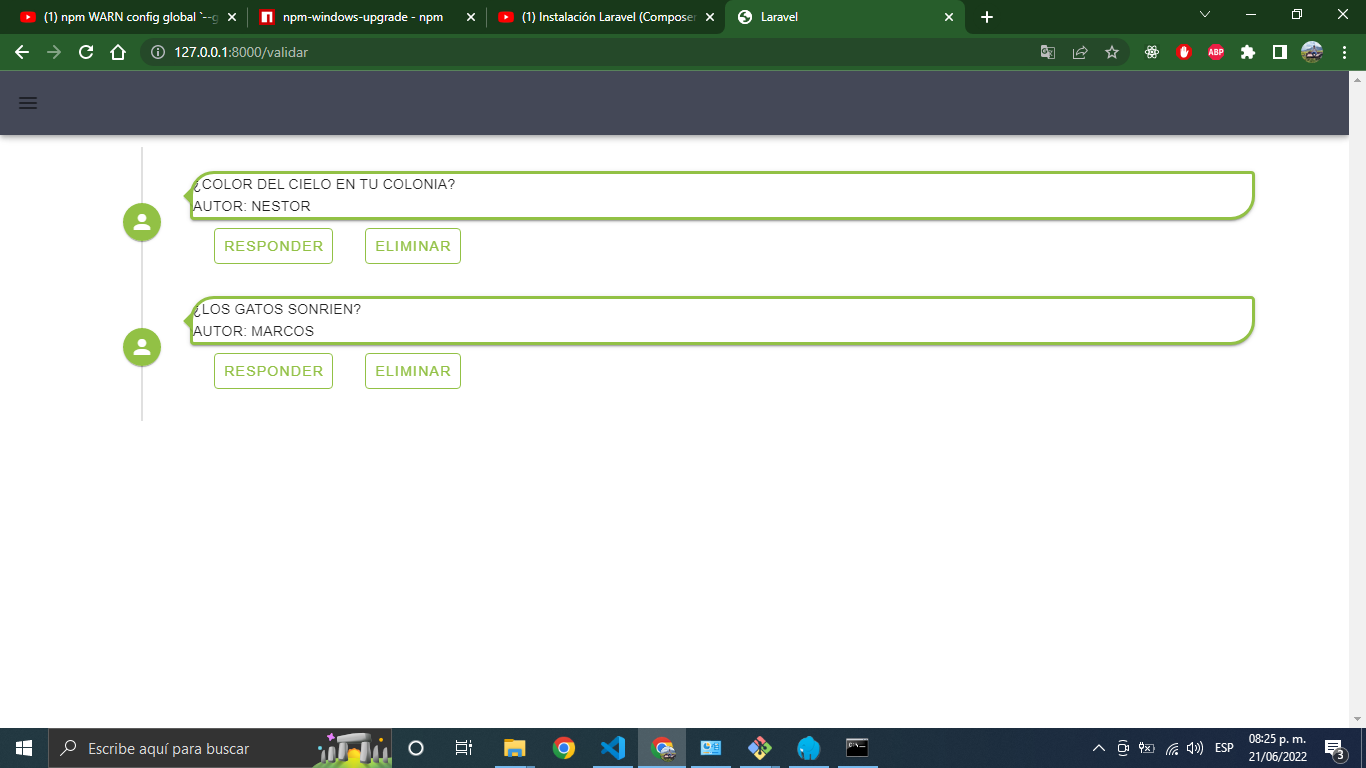 (1) npm WARN config global `--g
npm-windows-upgrade - npm
(1) Instalación Laravel (Composer
Laravel
127.0.0.1:8000/validar
ABP
¿COLOR DEL CIELO EN TU COLONIA?
AUTOR: NESTOR
RESPONDER
ELIMINAR
¿LOS GATOS SONRIEN?
AUTOR: MARCOS
RESPONDER
ELIMINAR
Escribe aquí para buscar
ESP
08:25 p. m.
21/06/2022
3